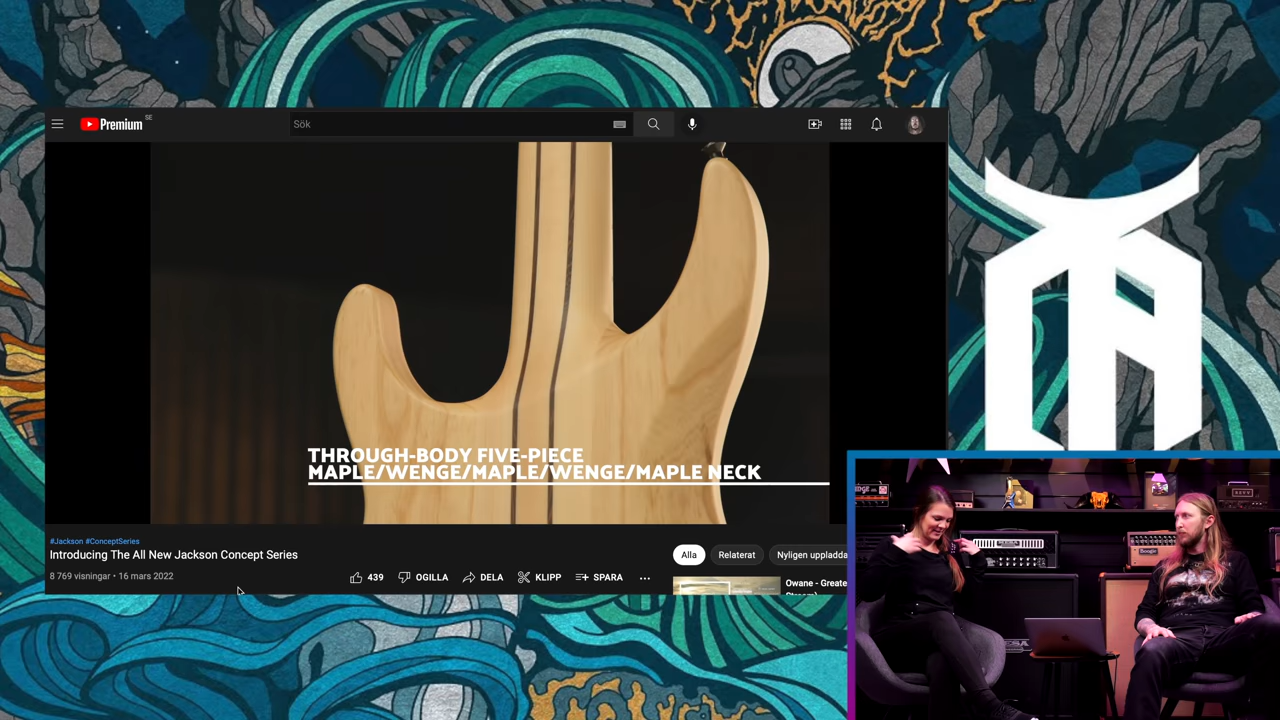 Premium SE
Sök
THROUGH-BODY FIVE-PIECE
MAPLE/WENGE/MAPLE/WENGE/MAPLE NECK
#Jackson #ConceptSeries
Introducing The All New Jackson Concept Series
8 769 visningar • 16 mars 2022
439 OGILLA DELA KLIPP SPARA
Alla Relaterat Nyligen uppladda
Owane - Greate